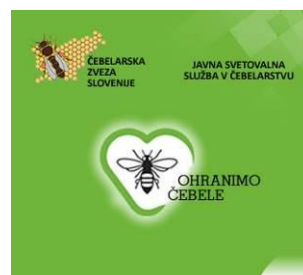 ČEBELARSKA
ZVEZA
SLOVENIJE
JAVNA SVETOVALNA
SLUŽBA V ČEBELARSTVU
OHRANIMO
ČEBELE